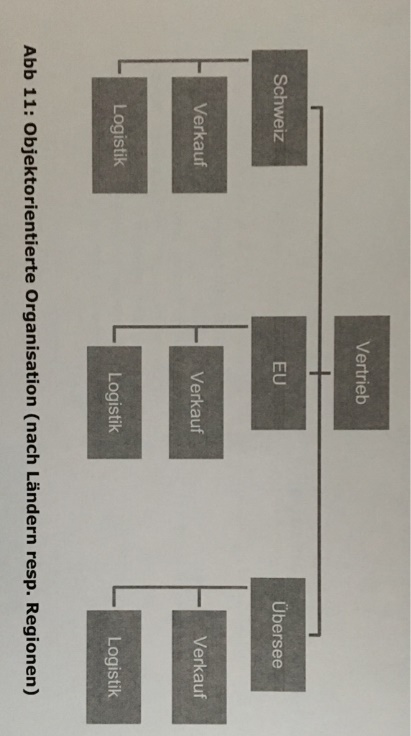 Vertrieb
Schweiz
EU
Übersee
Verkauf
Verkauf
Verkauf
Logistik
Logistik
Logistik
Abb 11: Objektorientierte Organisation (nach Ländern resp. Regionen)